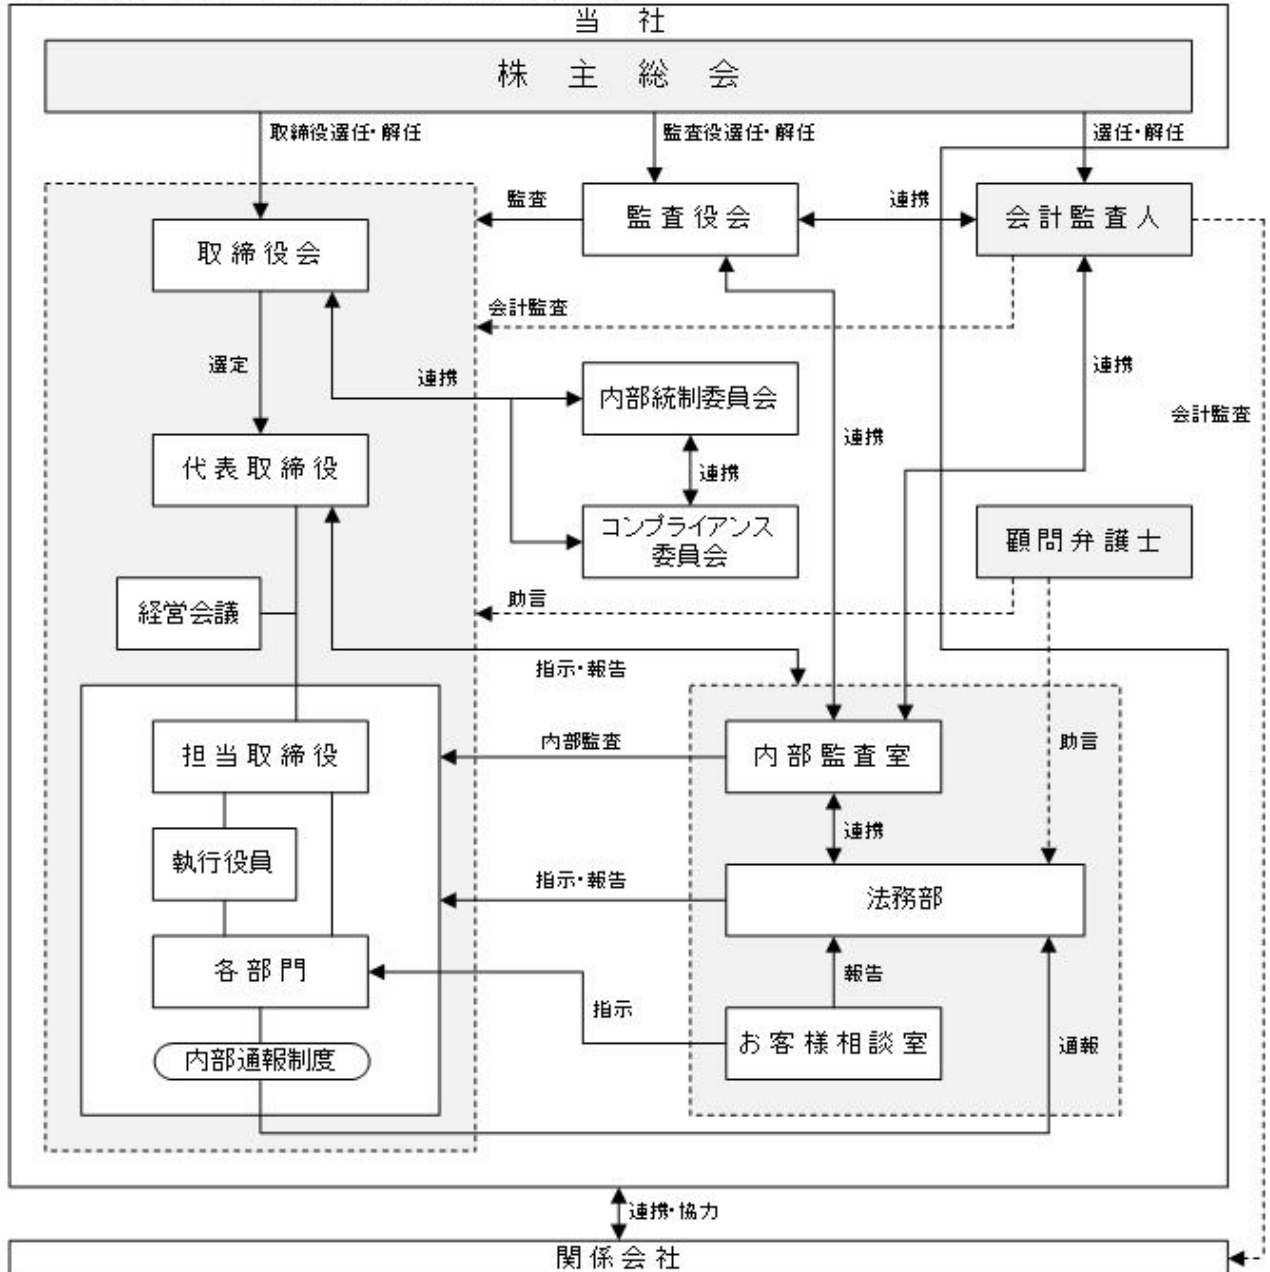 当 社
株 主 総 会
取締役選任・解任
監査役選任・解任
選任・解任
監査
監査役会
連携
会計監査人
取締役会
会計監査
選定
連携
内部統制委員会
連携
連携
会計監査
代表取締役
連携
コンプライアンス
委員会
顧問弁護士
経営会議
助言
指示・報告
担当取締役
内部監査
内部監査室
助言
執行役員
連携
指示・報告
法務部
各部門
報告
指示
お客様相談室
通報
内部通報制度
連携・協力
関係会社